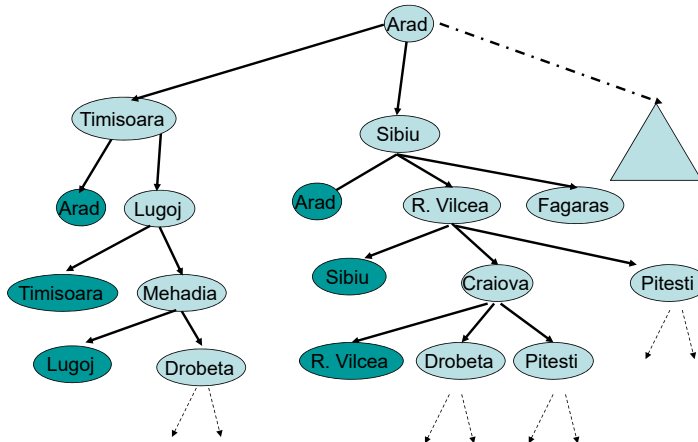 Arad
Timisoara
Sibiu
Arad
Lugoj
Arad
R. Vilcea
Fagaras
Timisoara
Mehadia
Sibiu
Craiova
Pitesti
Lugoj
Drobeta
R. Vilcea
Drobeta
Pitesti